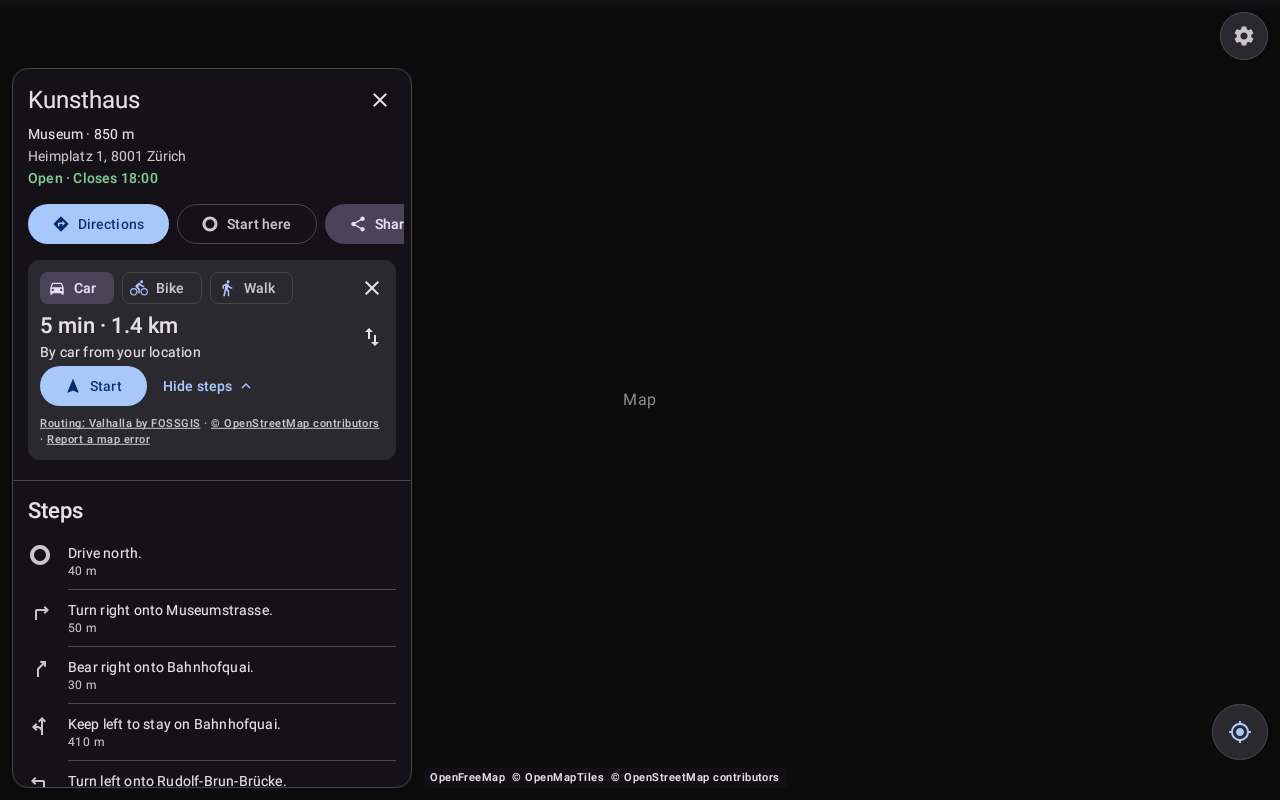 Kunsthaus
Museum · 850 m
Heimplatz 1, 8001 Zürich
Open · Closes 18:00
Directions
Start here
Car
Bike
Walk
5 min · 1.4 km
By car from your location
Start
Hide steps
Routing: Valhalla by FOSSGIS · © OpenStreetMap contributors
· Report a map error
Steps
Drive north.
40 m
Turn right onto Museumstrasse.
50 m
Bear right onto Bahnhofquai.
30 m
Keep left to stay on Bahnhofquai.
410 m
Turn left onto Rudolf-Brun-Brücke.
Map
OpenFreeMap © OpenMapTiles © OpenStreetMap contributors